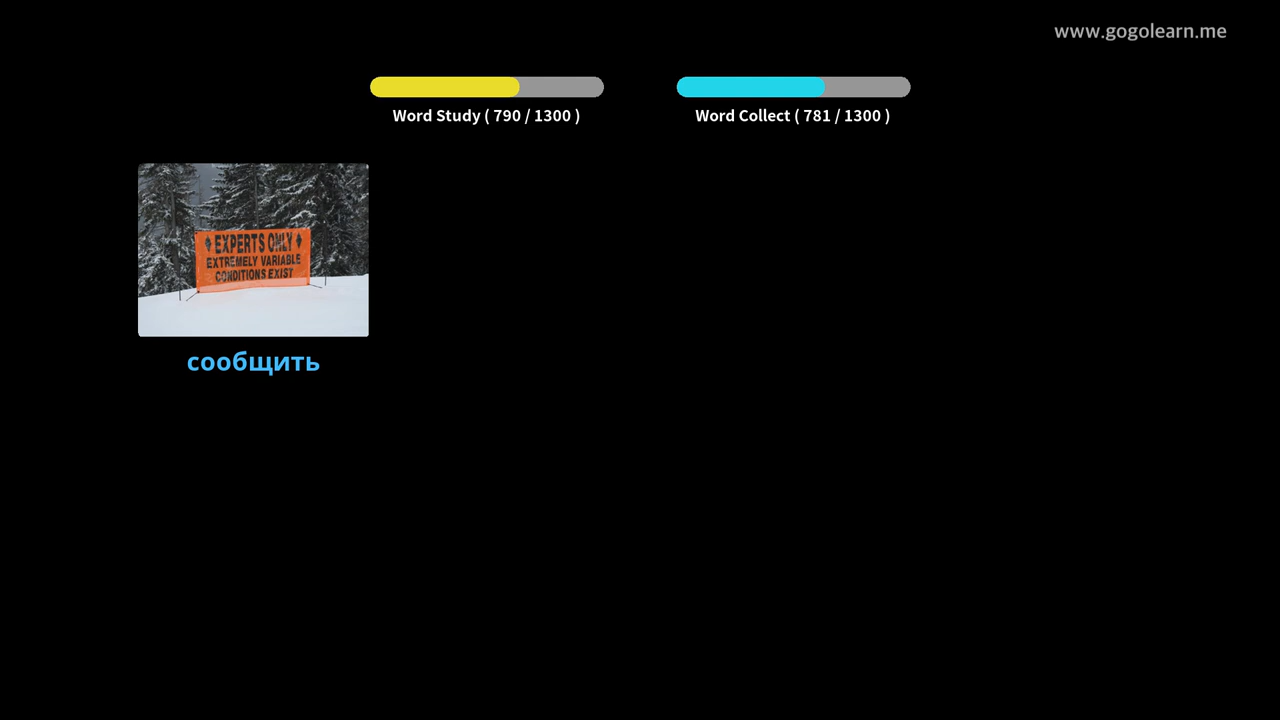 www.gogolearn.me
Word Study ( 790 / 1300 )
Word Collect ( 781 / 1300 )
EXPERTS ONLY
EXTREMELY VARIABLE
CONDITIONS EXIST
сообщить